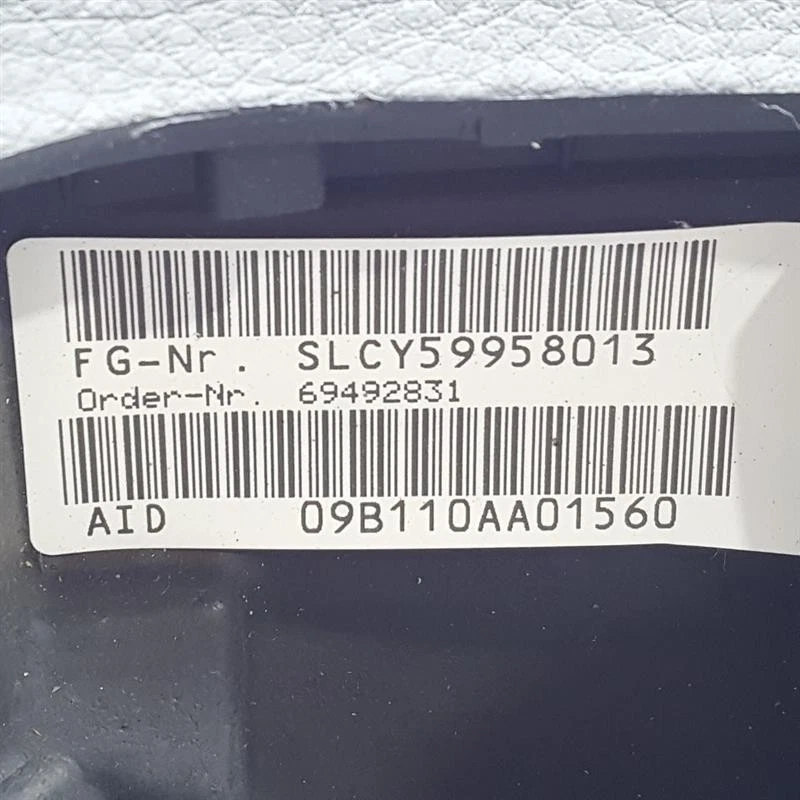 FG-Nr. SLCY59958013
Order-Nr. 69492831
AID 09B110AA01560